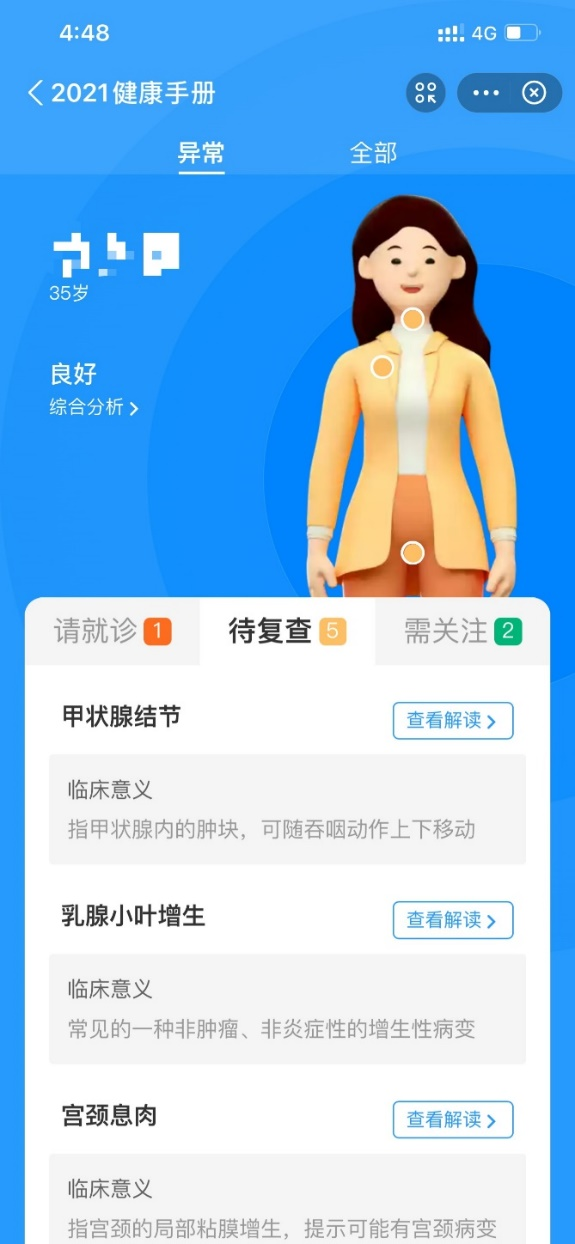 4:48
4G
2021健康手册
异常
全部
35岁
良好
综合分析
请就诊 1
待复查 5
需关注 2
甲状腺结节
查看解读
临床意义
指甲状腺内的肿块，可随吞咽动作上下移动
乳腺小叶增生
查看解读
临床意义
常见的一种非肿瘤、非炎症性的增生性病变
宫颈息肉
查看解读
临床意义
指宫颈的局部粘膜增生，提示可能有宫颈病变